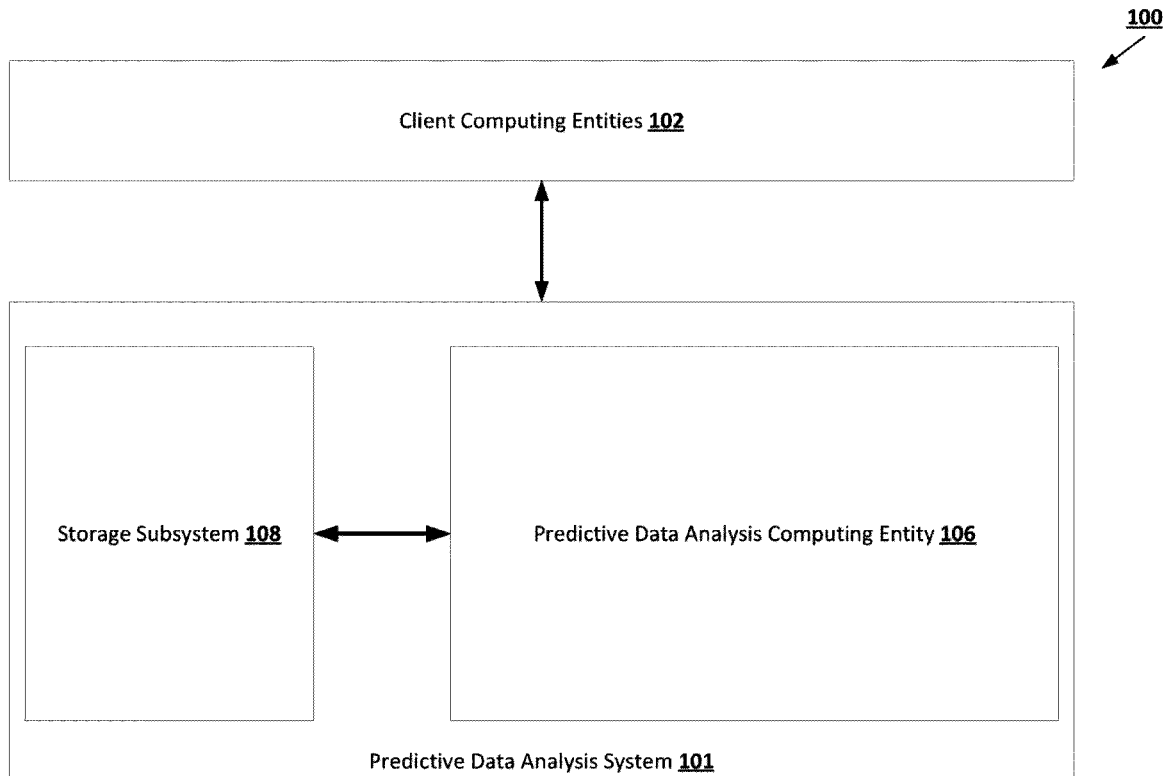 100
Client Computing Entities 102
Storage Subsystem 108
Predictive Data Analysis Computing Entity 106
Predictive Data Analysis System 101